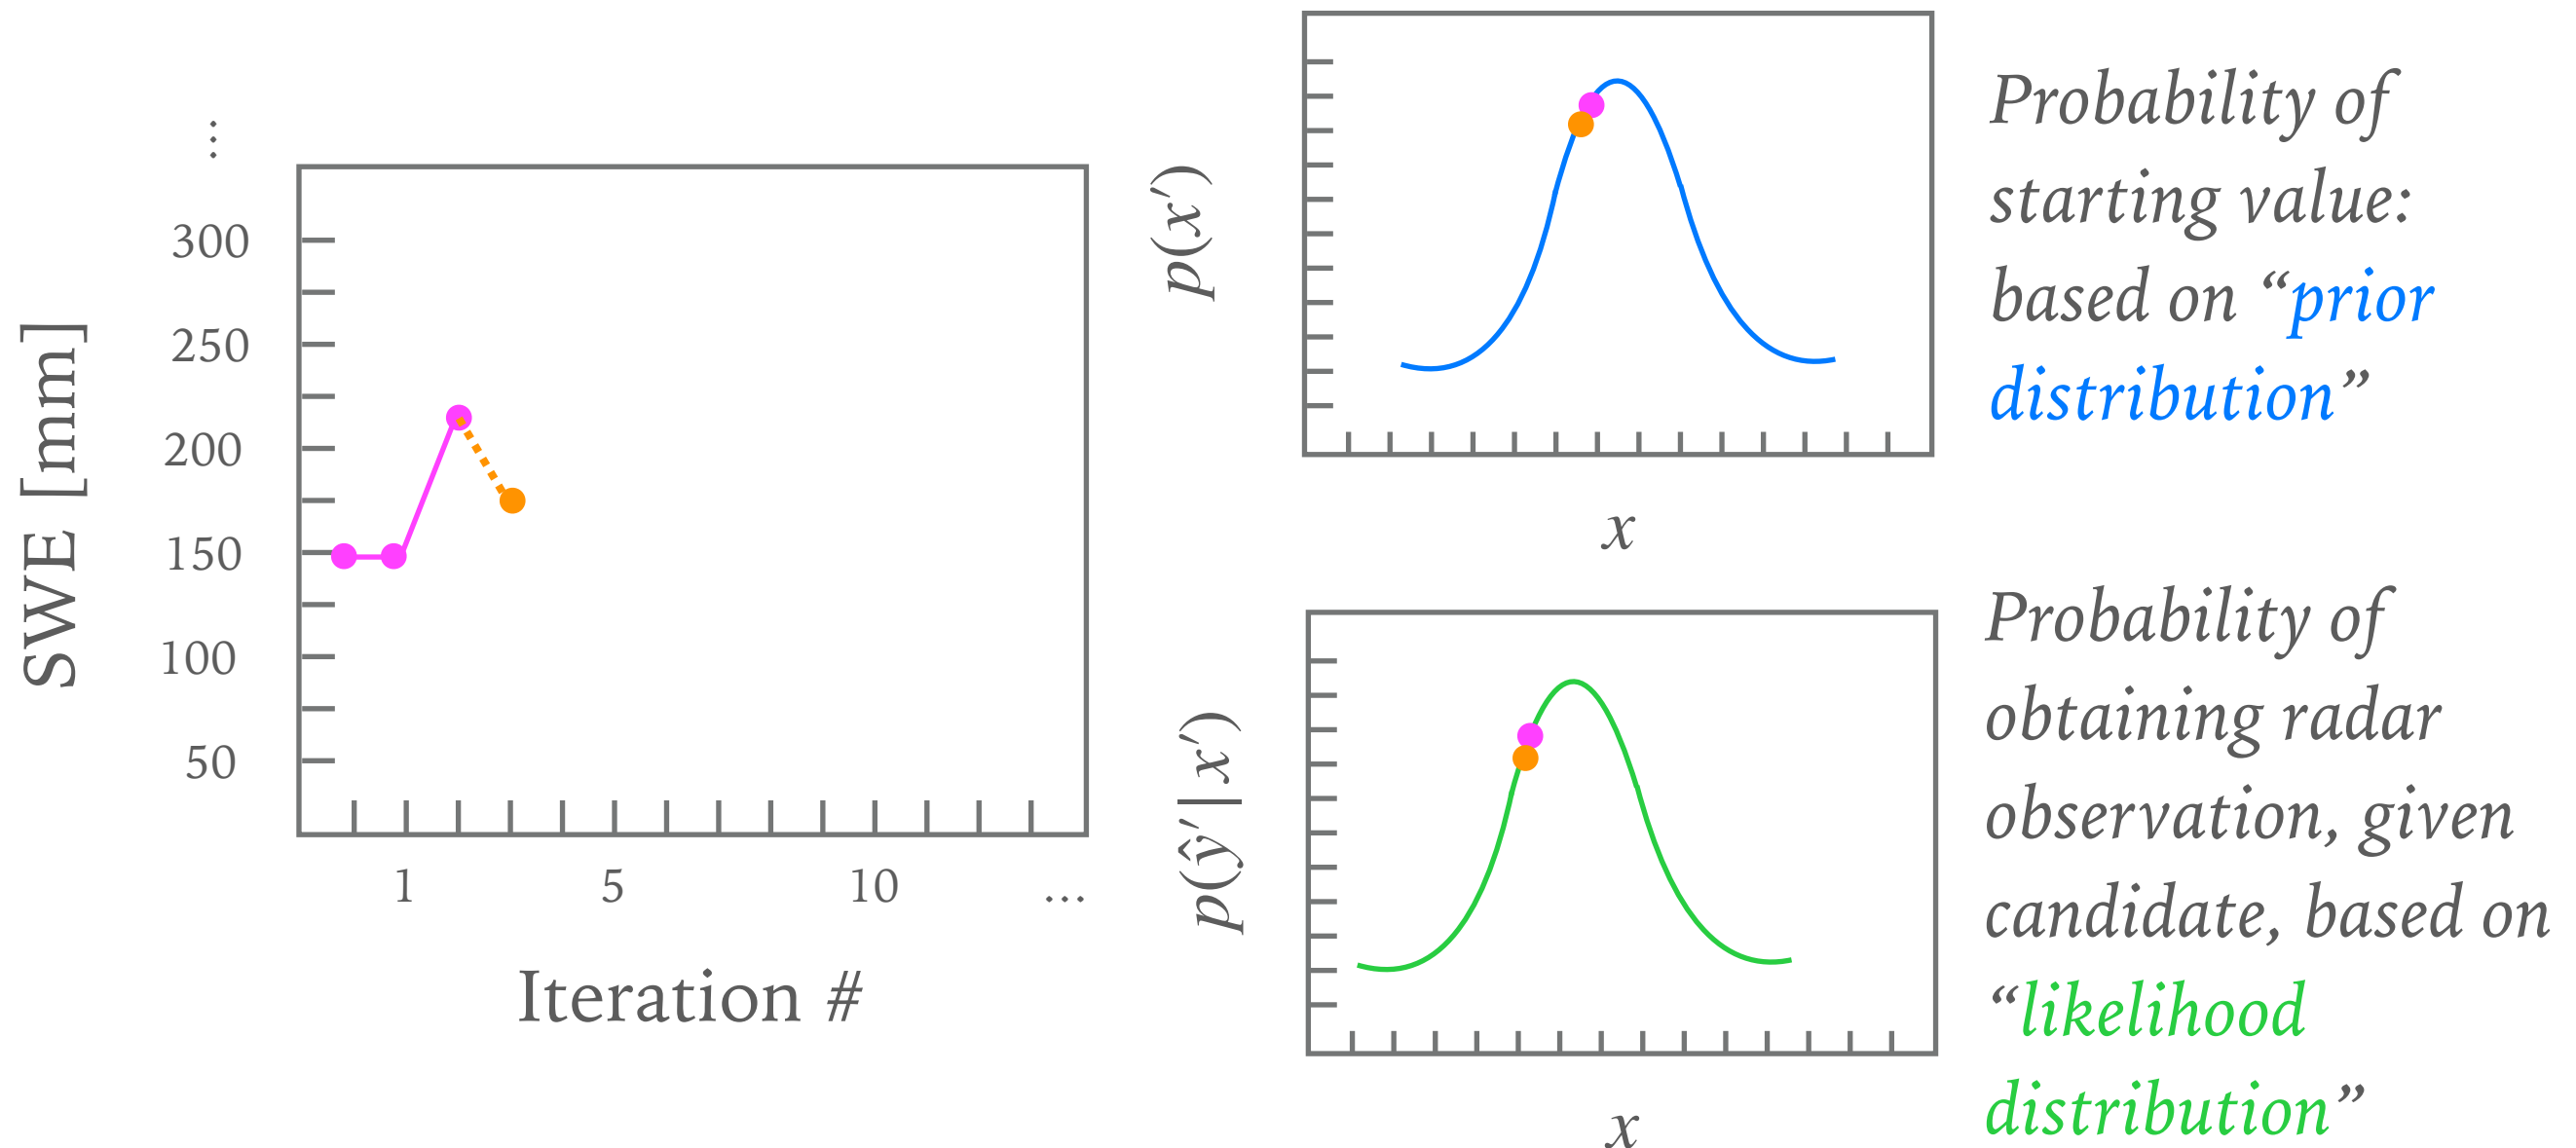 ⋮
300
250
200
150
100
50
SWE [mm]
1 5 10 ...
Iteration #
p(x′)
x
Probability of
starting value:
based on “prior
distribution”
p(ŷ′|x′)
x
Probability of
obtaining radar
observation, given
candidate, based on
“likelihood
distribution”